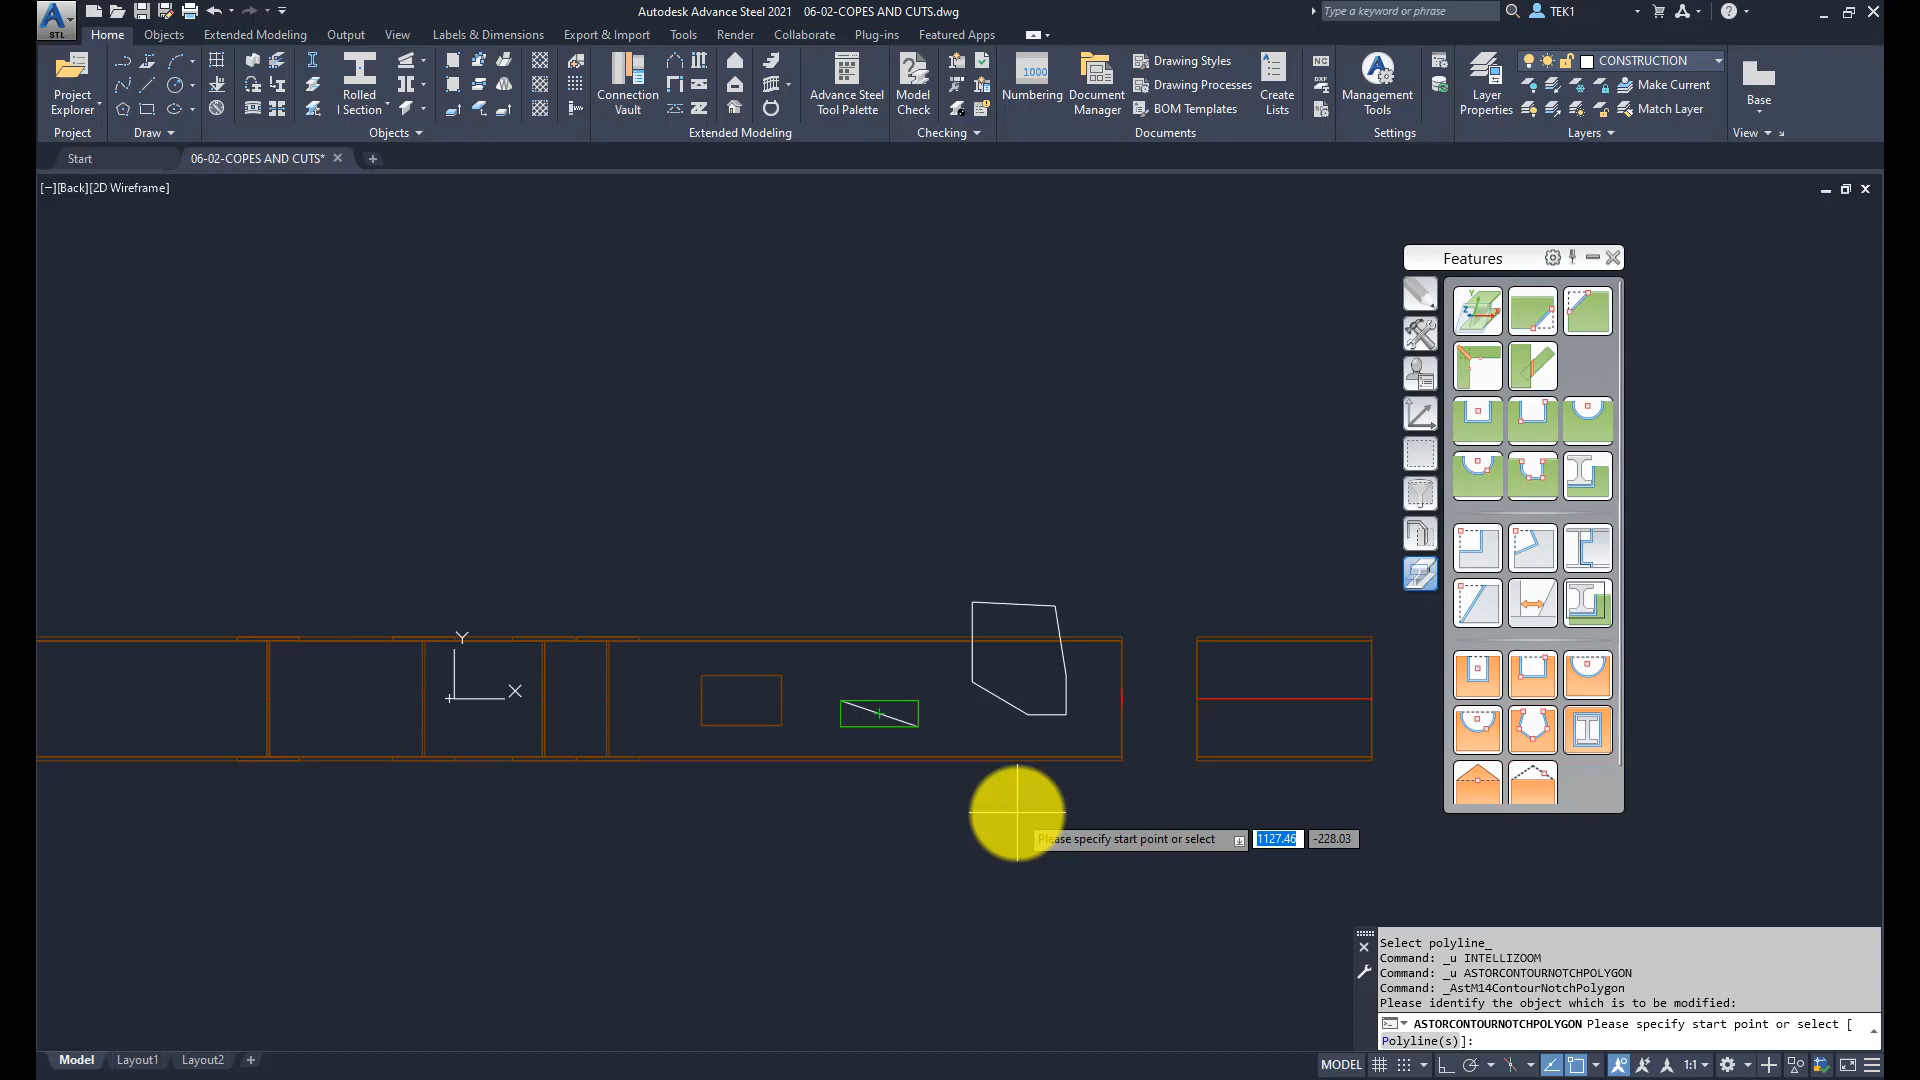 Autodesk Advance Steel 2021   06-02-COPES AND CUTS.dwg
Type a keyword or phrase
TEK1
STL
Home
Objects
Extended Modeling
Output
View
Labels & Dimensions
Export & Import
Tools
Render
Collaborate
Plug-ins
Featured Apps
Project
Explorer
Rolled
I Section
Connection
Vault
Advance Steel
Tool Palette
Model
Check
1000
Numbering
Document
Manager
Drawing Styles
Drawing Processes
BOM Templates
Create
Lists
NC
DXF
Management
Tools
Layer
Properties
CONSTRUCTION
Make Current
Match Layer
Base
Project
Draw
Objects
Extended Modeling
Checking
Documents
Settings
Layers
View
Start
06-02-COPES AND CUTS*
[−][Back][2D Wireframe]
Features
Y
X
Please specify start point or select
1127.46
-228.03
Select polyline_
Command: _u INTELLIZOOM
Command: _u ASTORCONTOURNOTCHPOLYGON
Command: _AstM14ContourNotchPolygon
Please identify the object which is to be modified:
ASTORCONTOURNOTCHPOLYGON Please specify start point or select [
Polyline(s)]:
Model
Layout1
Layout2
MODEL
1:1